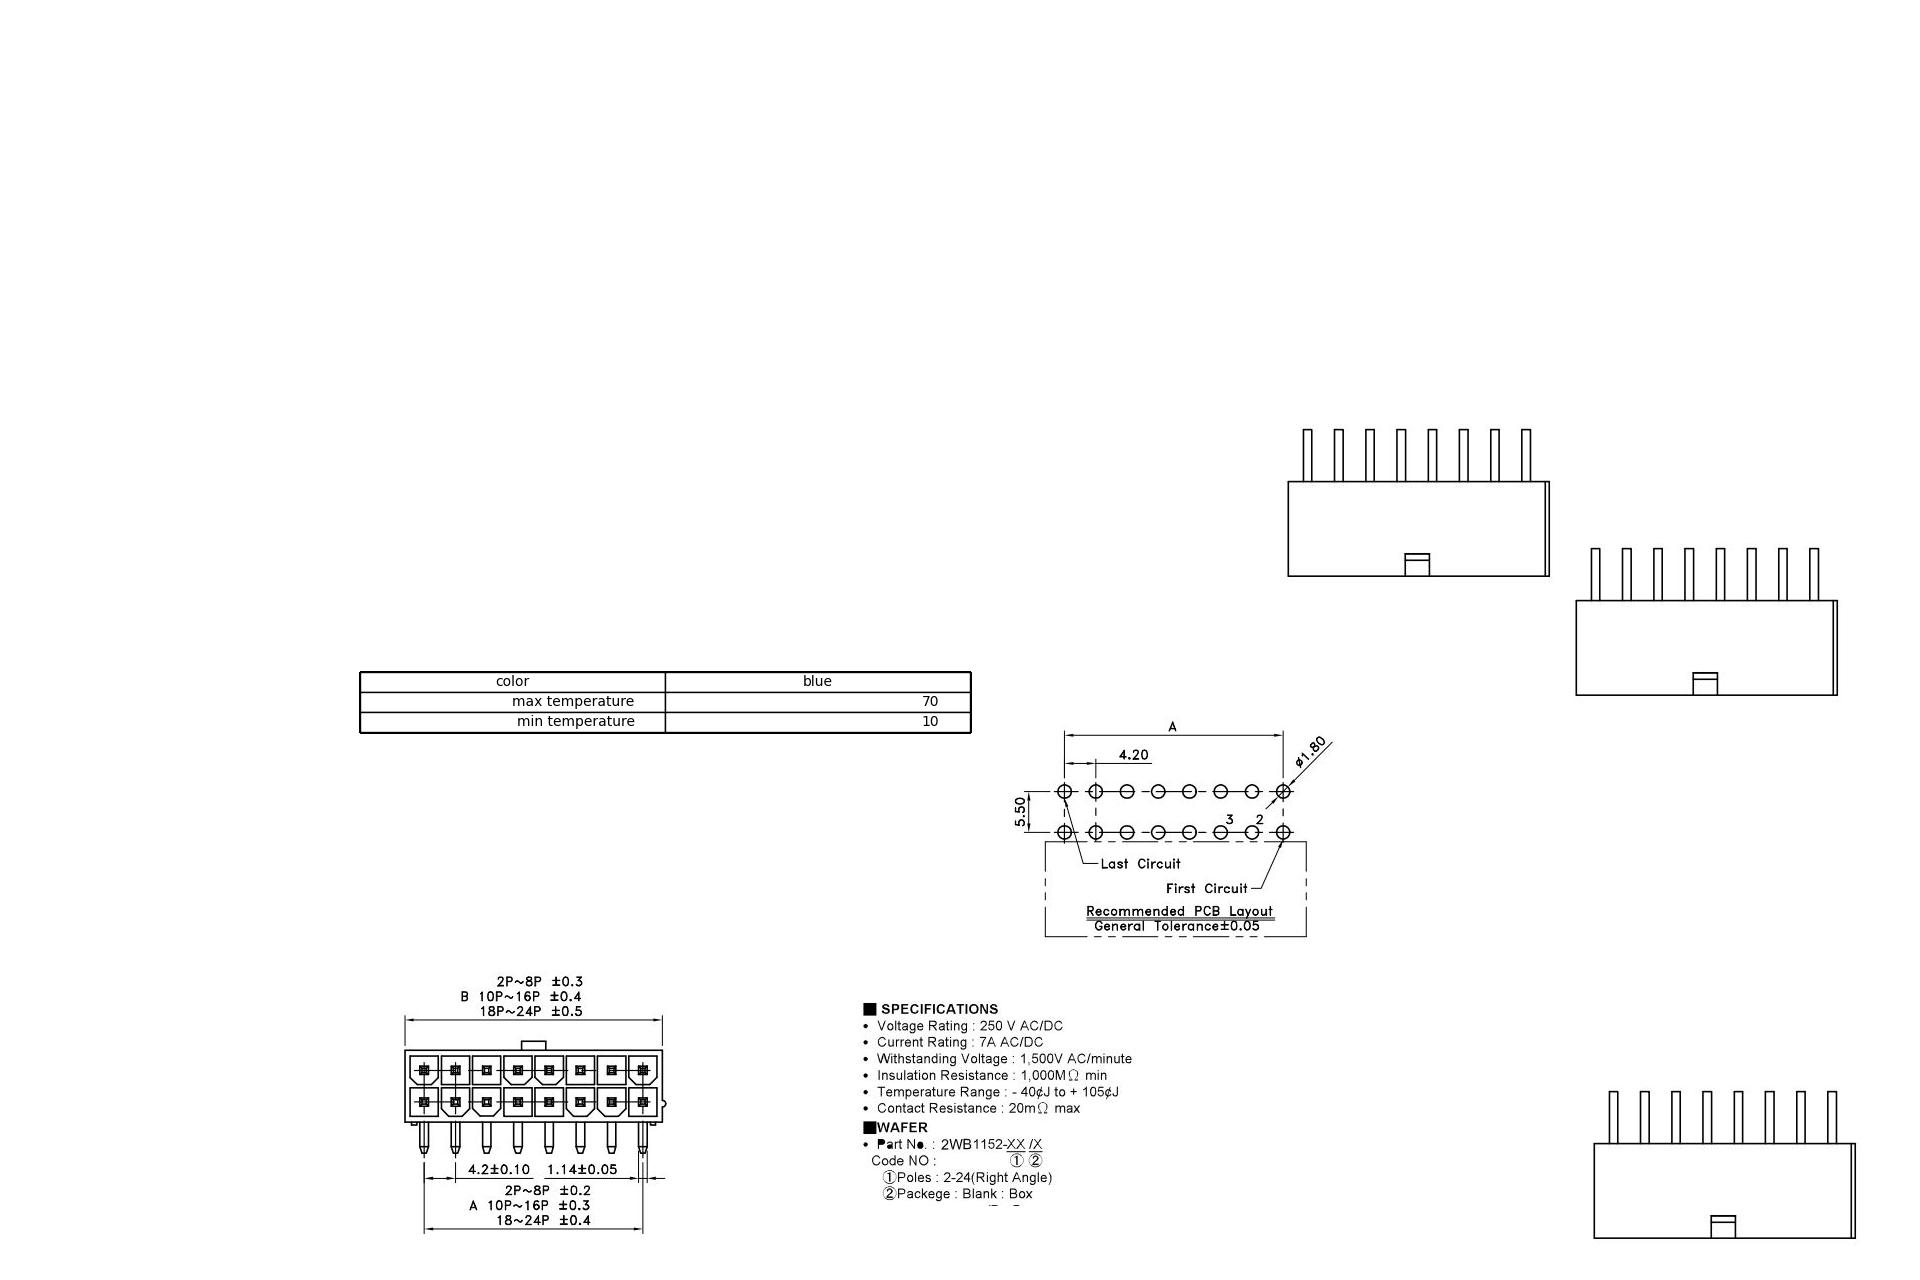 color blue
max temperature 70
min temperature 10
A
4.20
ø1.80
5.50
3 2
Last Circuit
First Circuit
Recommended PCB Layout
General Tolerance±0.05
2P~8P ±0.3
B 10P~16P ±0.4
18P~24P ±0.5
4.2±0.10 1.14±0.05
2P~8P ±0.2
A 10P~16P ±0.3
18~24P ±0.4
■ SPECIFICATIONS
• Voltage Rating : 250 V AC/DC
• Current Rating : 7A AC/DC
• Withstanding Voltage : 1,500V AC/minute
• Insulation Resistance : 1,000MΩ min
• Temperature Range : - 40¢J to + 105¢J
• Contact Resistance : 20mΩ max
■WAFER
• Part No. : 2WB1152-XX /X
Code NO : ① ②
①Poles : 2-24(Right Angle)
②Packege : Blank : Box